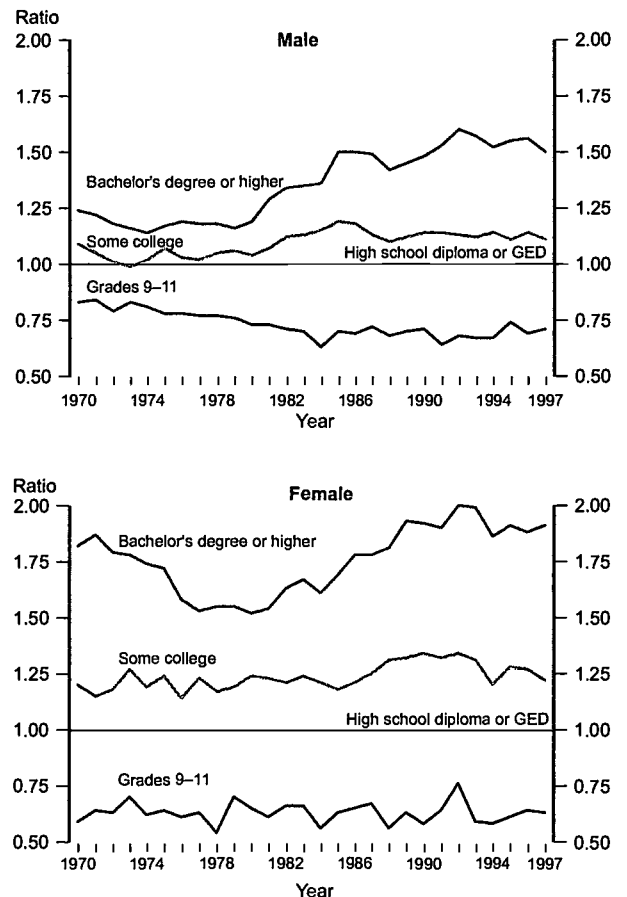 Ratio
Male
2.00 2.00
1.75 1.75
1.50 1.50
Bachelor's degree or higher
1.25 1.25
Some college
High school diploma or GED
1.00 1.00
Grades 9–11
0.75 0.75
0.50 0.50
1970 1974 1978 1982 1986 1990 1994 1997
Year
Ratio
Female
2.00 2.00
Bachelor's degree or higher
1.75 1.75
1.50 1.50
Some college
1.25 1.25
High school diploma or GED
1.00 1.00
Grades 9–11
0.75 0.75
0.50 0.50
1970 1974 1978 1982 1986 1990 1994 1997
Year